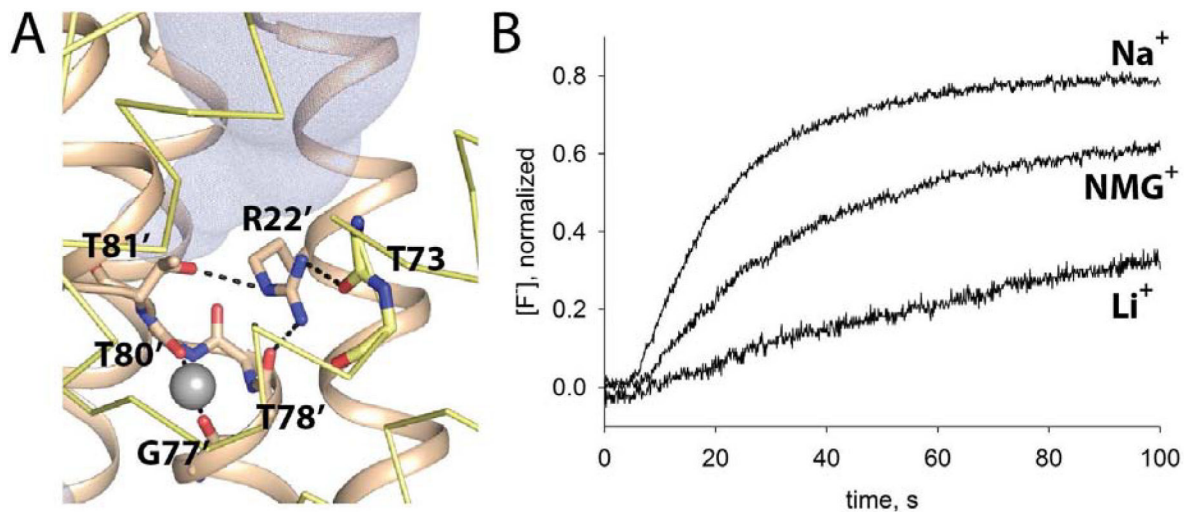 A
R22′
T81′
T73
T80′
T78′
G77′
B
Na⁺
NMG⁺
Li⁺
[F⁻], normalized
0.8
0.6
0.4
0.2
0.0
0 20 40 60 80 100
time, s